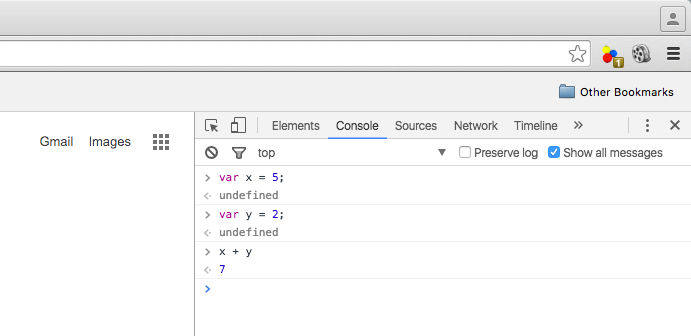 1
Other Bookmarks
Gmail Images
Elements Console Sources Network Timeline »
top Preserve log Show all messages
> var x = 5;
undefined
> var y = 2;
undefined
> x + y
7
>